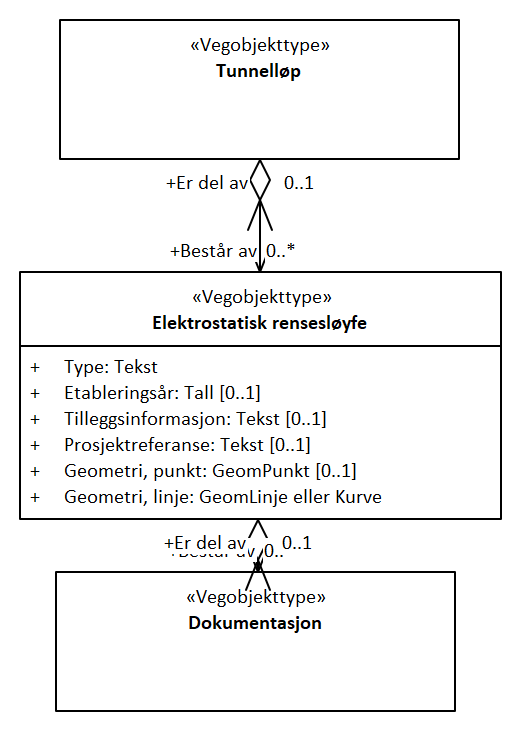 «Vegobjekttype»
Tunnelløp
+Er del av 0..1
+Består av 0..*
«Vegobjekttype»
Elektrostatisk rensesløyfe
+ Type: Tekst
+ Etableringsår: Tall [0..1]
+ Tilleggsinformasjon: Tekst [0..1]
+ Prosjektreferanse: Tekst [0..1]
+ Geometri, punkt: GeomPunkt [0..1]
+ Geometri, linje: GeomLinje eller Kurve
+Er del av 0..1
+Består av 0..
«Vegobjekttype»
Dokumentasjon